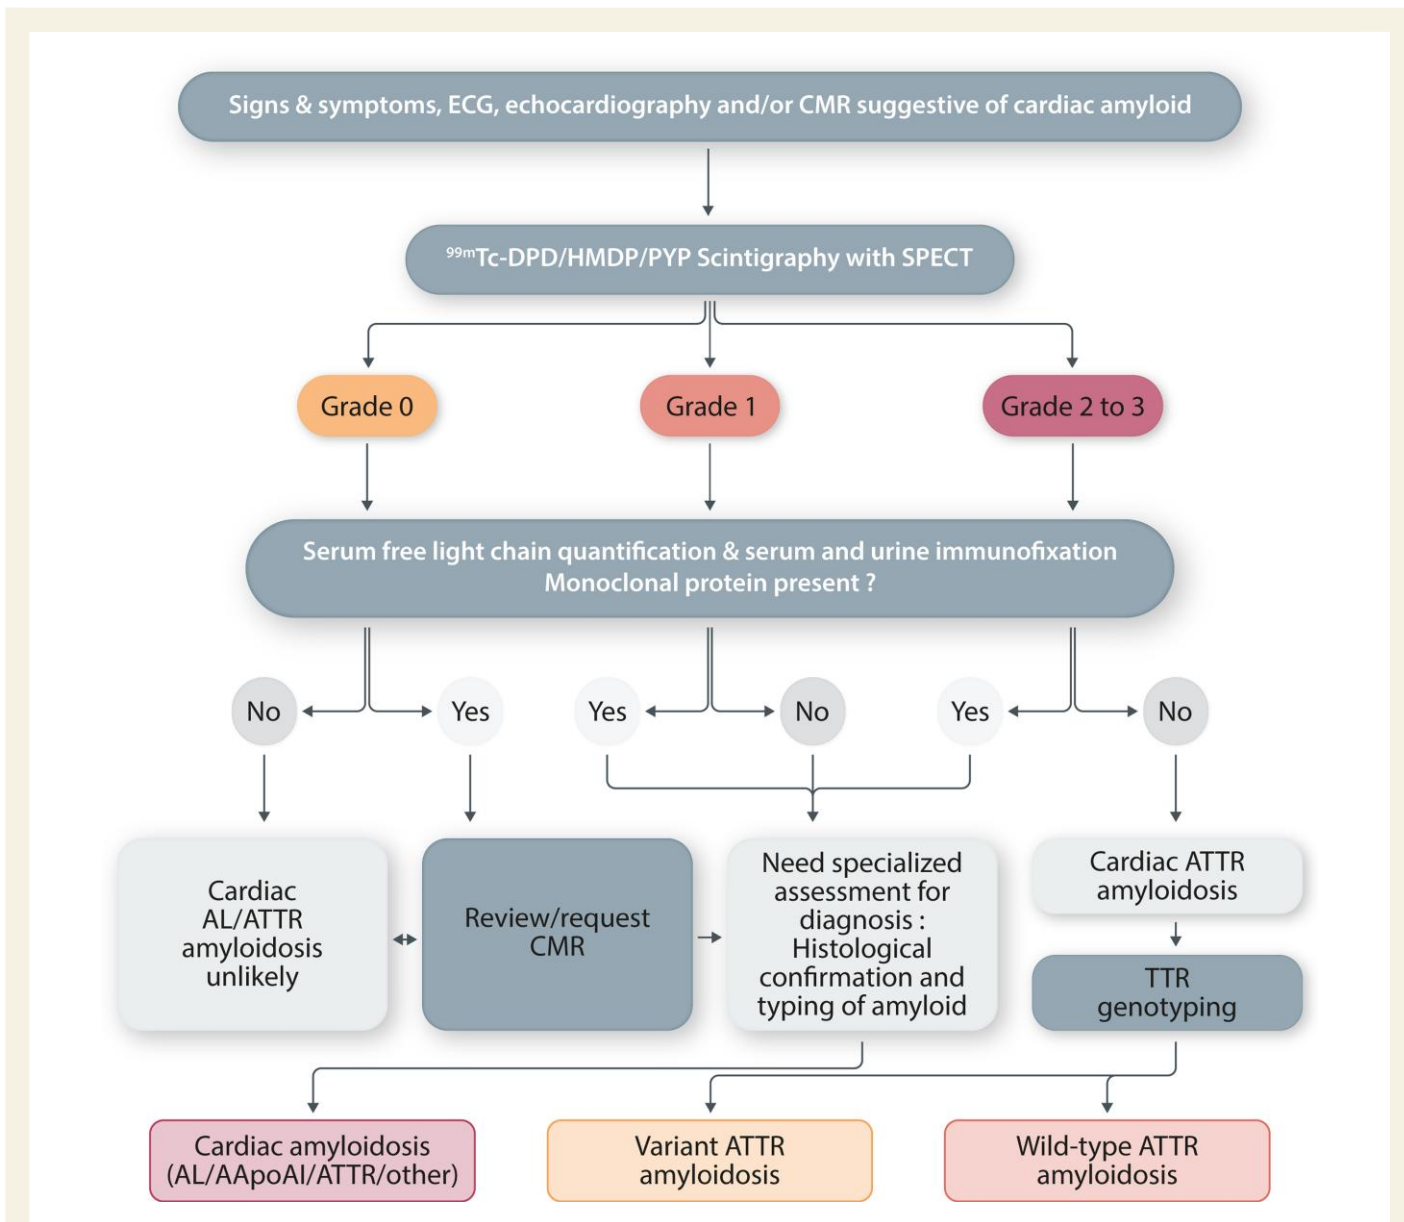 Signs & symptoms, ECG, echocardiography and/or CMR suggestive of cardiac amyloid
⁹⁹ᵐTc-DPD/HMDP/PYP Scintigraphy with SPECT
Grade 0
Grade 1
Grade 2 to 3
Serum free light chain quantification & serum and urine immunofixation
Monoclonal protein present ?
No
Yes
Yes
No
Yes
No
Cardiac
AL/ATTR
amyloidosis
unlikely
Review/request
CMR
Need specialized
assessment for
diagnosis :
Histological
confirmation and
typing of amyloid
Cardiac ATTR
amyloidosis
TTR
genotyping
Cardiac amyloidosis
(AL/AApoAI/ATTR/other)
Variant ATTR
amyloidosis
Wild-type ATTR
amyloidosis